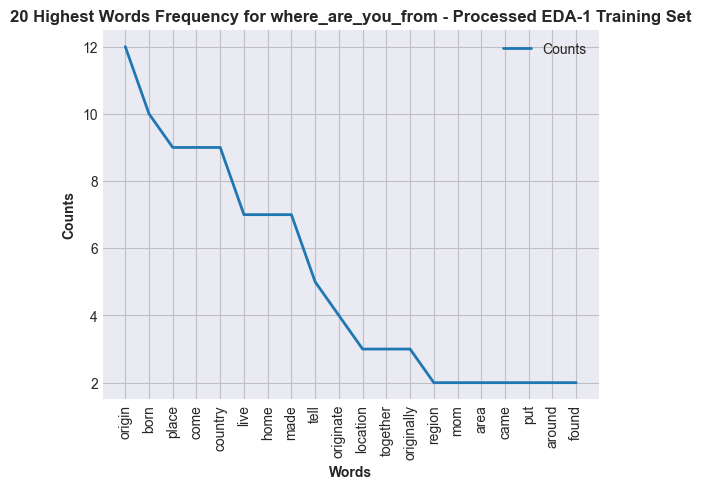 20 Highest Words Frequency for where_are_you_from - Processed EDA-1 Training Set
Counts
12
10
8
6
4
2
Counts
origin
born
place
come
country
live
home
made
tell
originate
location
together
originally
region
mom
area
came
put
around
found
Words